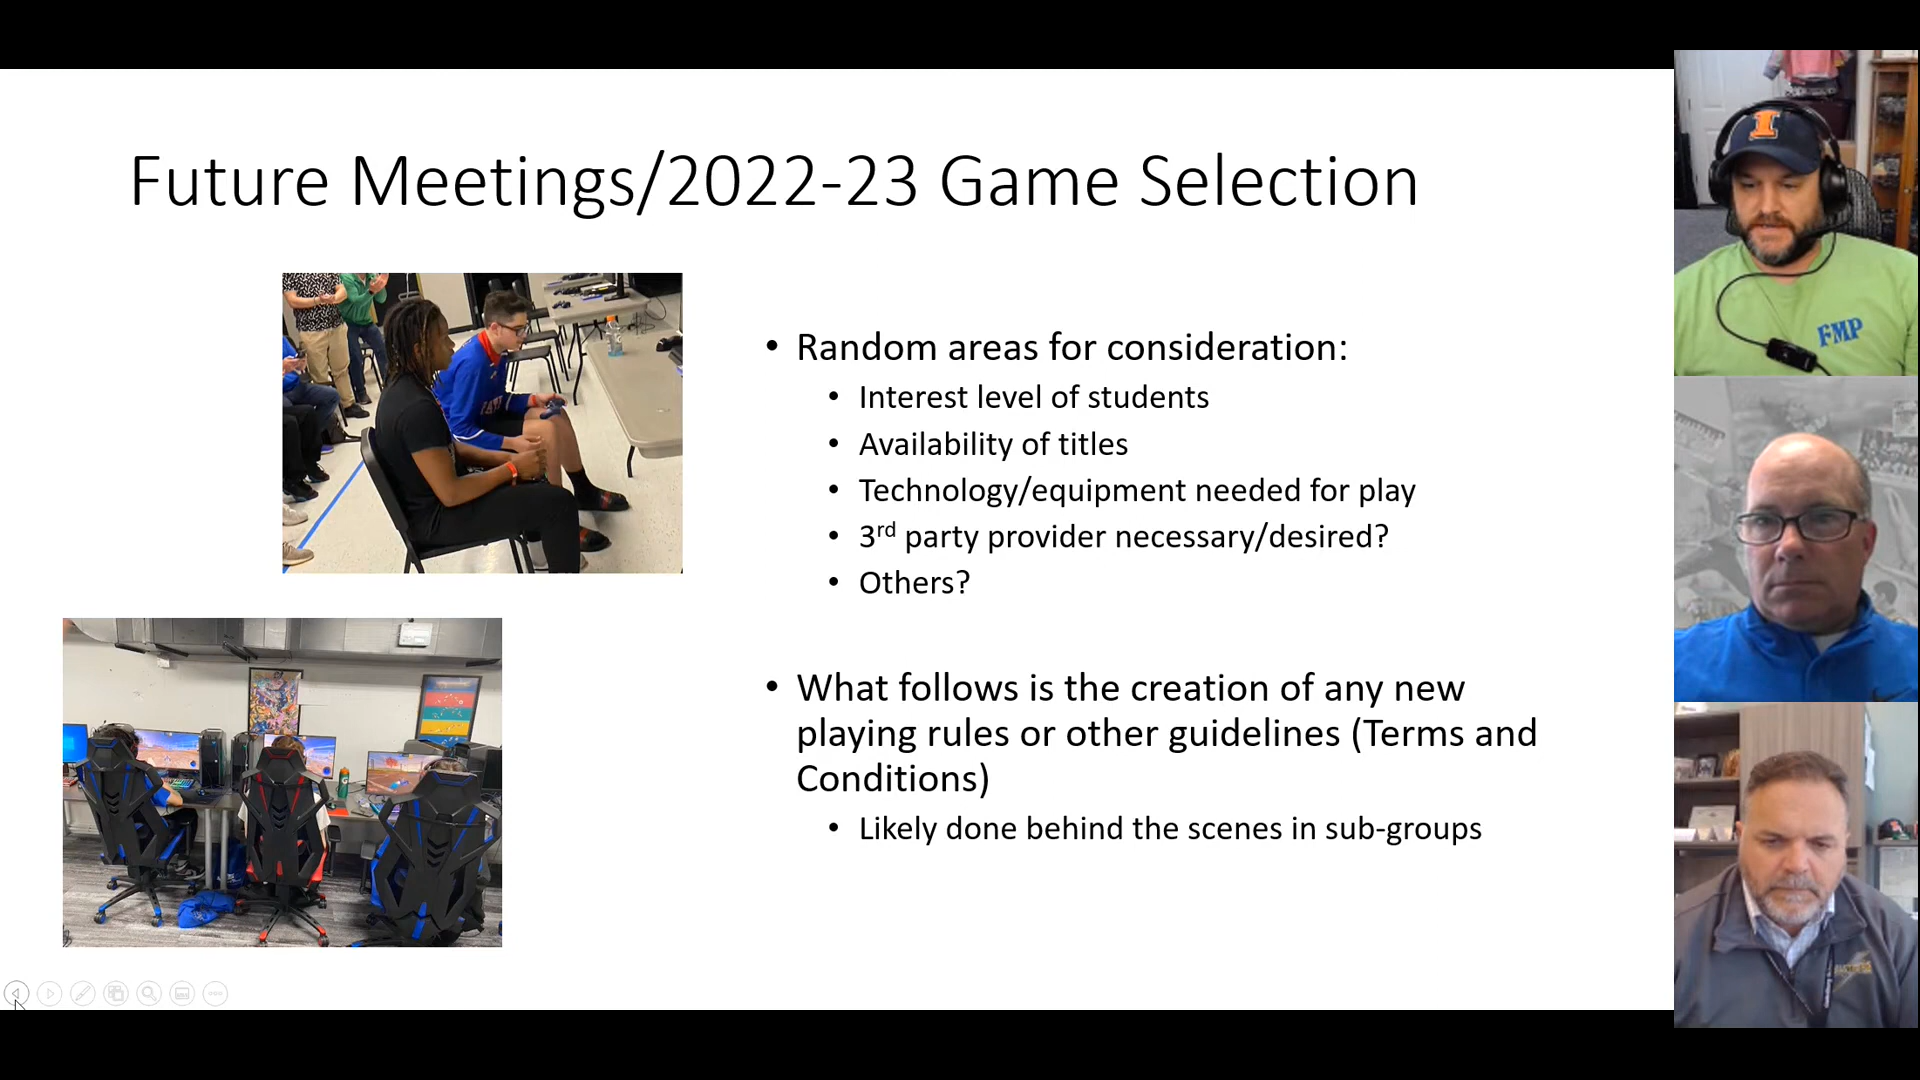 Future Meetings/2022-23 Game Selection
• Random areas for consideration:
• Interest level of students
• Availability of titles
• Technology/equipment needed for play
• 3rd party provider necessary/desired?
• Others?
• What follows is the creation of any new
playing rules or other guidelines (Terms and
Conditions)
• Likely done behind the scenes in sub-groups
I
FMP